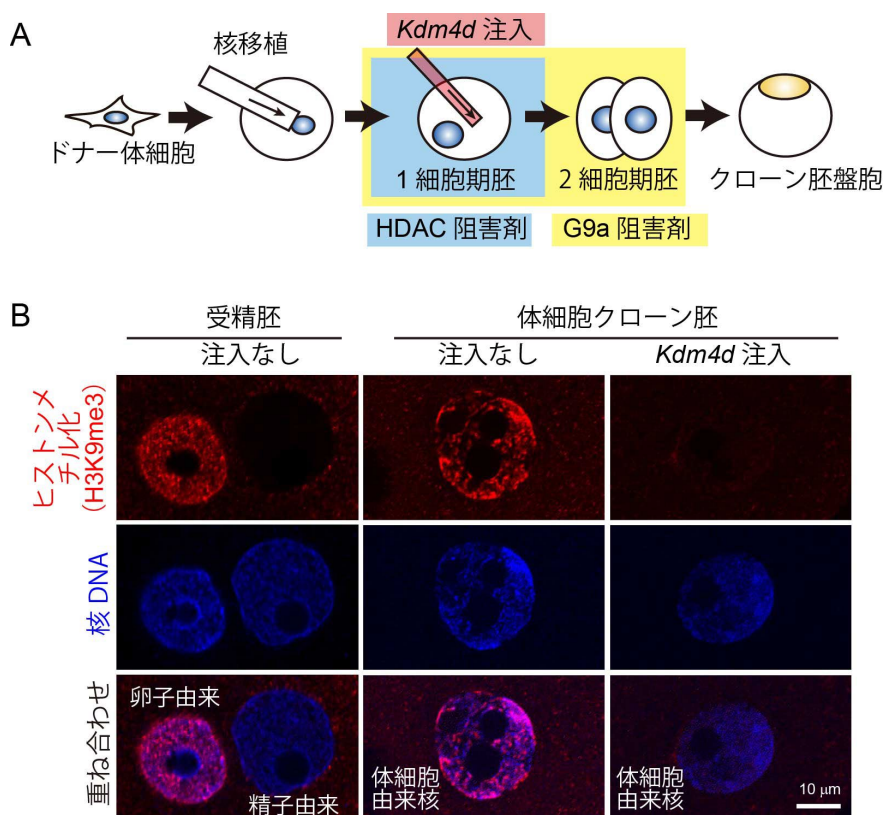 A
核移植
Kdm4d 注入
ドナー体細胞
1 細胞期胚
2 細胞期胚
クローン胚盤胞
HDAC 阻害剤
G9a 阻害剤
B
受精胚
体細胞クローン胚
注入なし
注入なし
Kdm4d 注入
ヒストンメ
チル化
(H3K9me3)
核 DNA
重ね合わせ
卵子由来
精子由来
体細胞
由来核
体細胞
由来核
10 μm